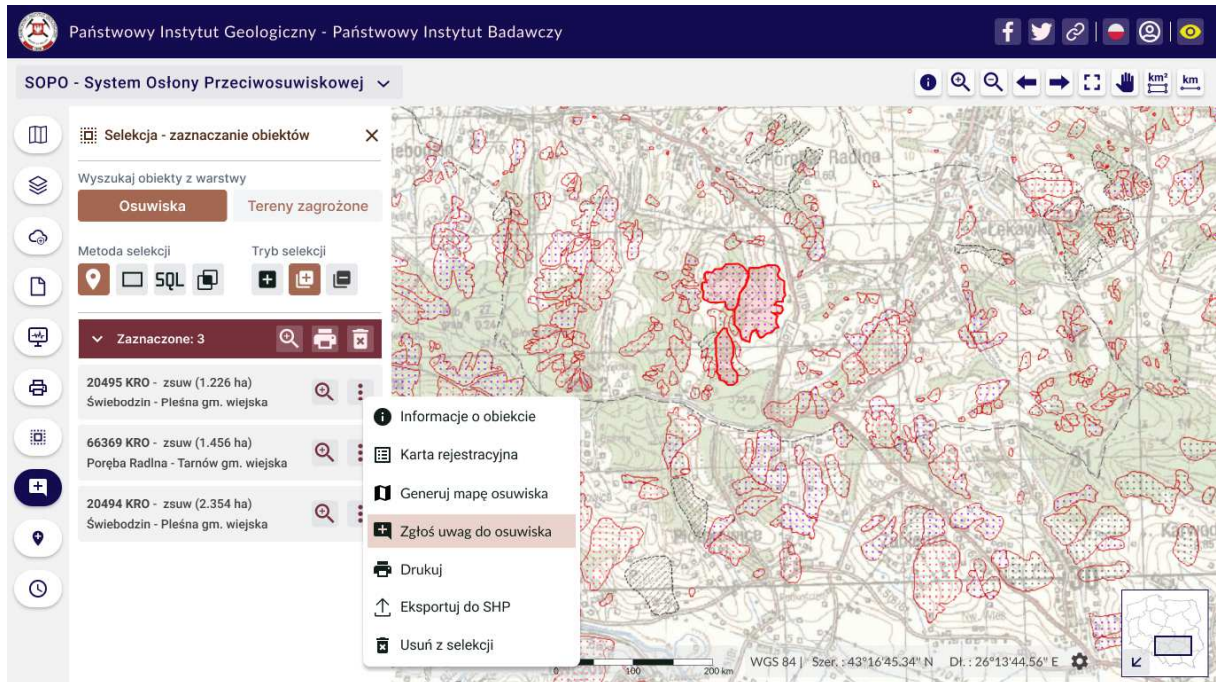 Państwowy Instytut Geologiczny - Państwowy Instytut Badawczy
SOPO - System Osłony Przeciwosuwiskowej
km²
km
Selekcja - zaznaczanie obiektów
Wyszukaj obiekty z warstwy
Osuwiska
Tereny zagrożone
Metoda selekcji
Tryb selekcji
SQL
Zaznaczone: 3
20495 KRO - zsuw (1.226 ha)
Świebodzin - Pleśna gm. wiejska
66369 KRO - zsuw (1.456 ha)
Poręba Radlna - Tarnów gm. wiejska
20494 KRO - zsuw (2.354 ha)
Świebodzin - Pleśna gm. wiejska
Informacje o obiekcie
Karta rejestracyjna
Generuj mapę osuwiska
Zgłoś uwag do osuwiska
Drukuj
Eksportuj do SHP
Usuń z selekcji
Radlna
0 100 200 km
WGS 84 | Szer. : 43°16'45.34" N Dł. : 26°13'44.56" E